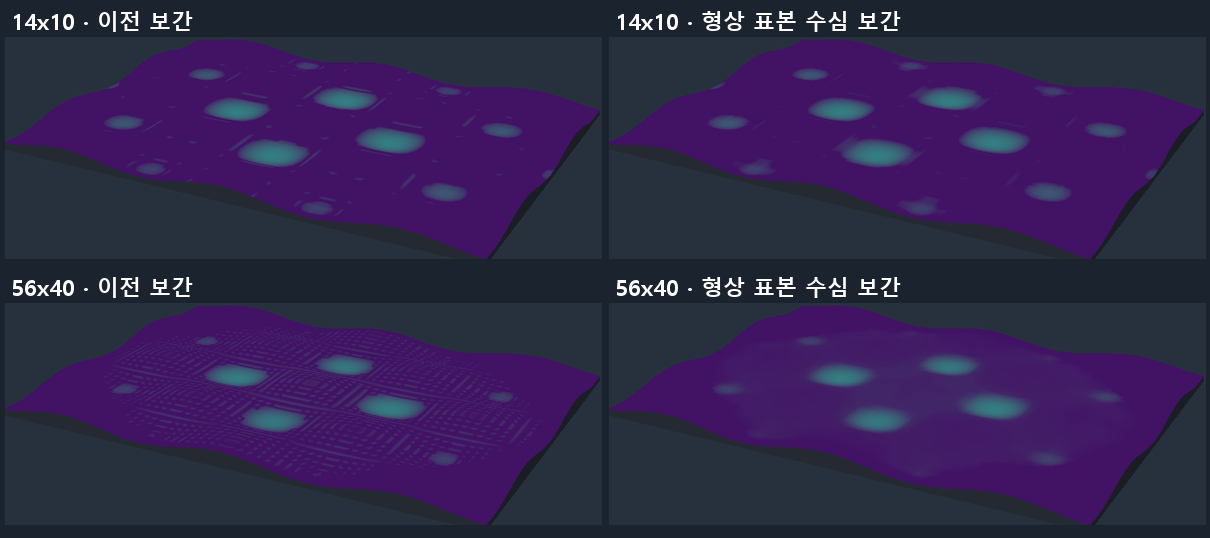 14x10 · 이전 보간
14x10 · 형상 표본 수심 보간
56x40 · 이전 보간
56x40 · 형상 표본 수심 보간